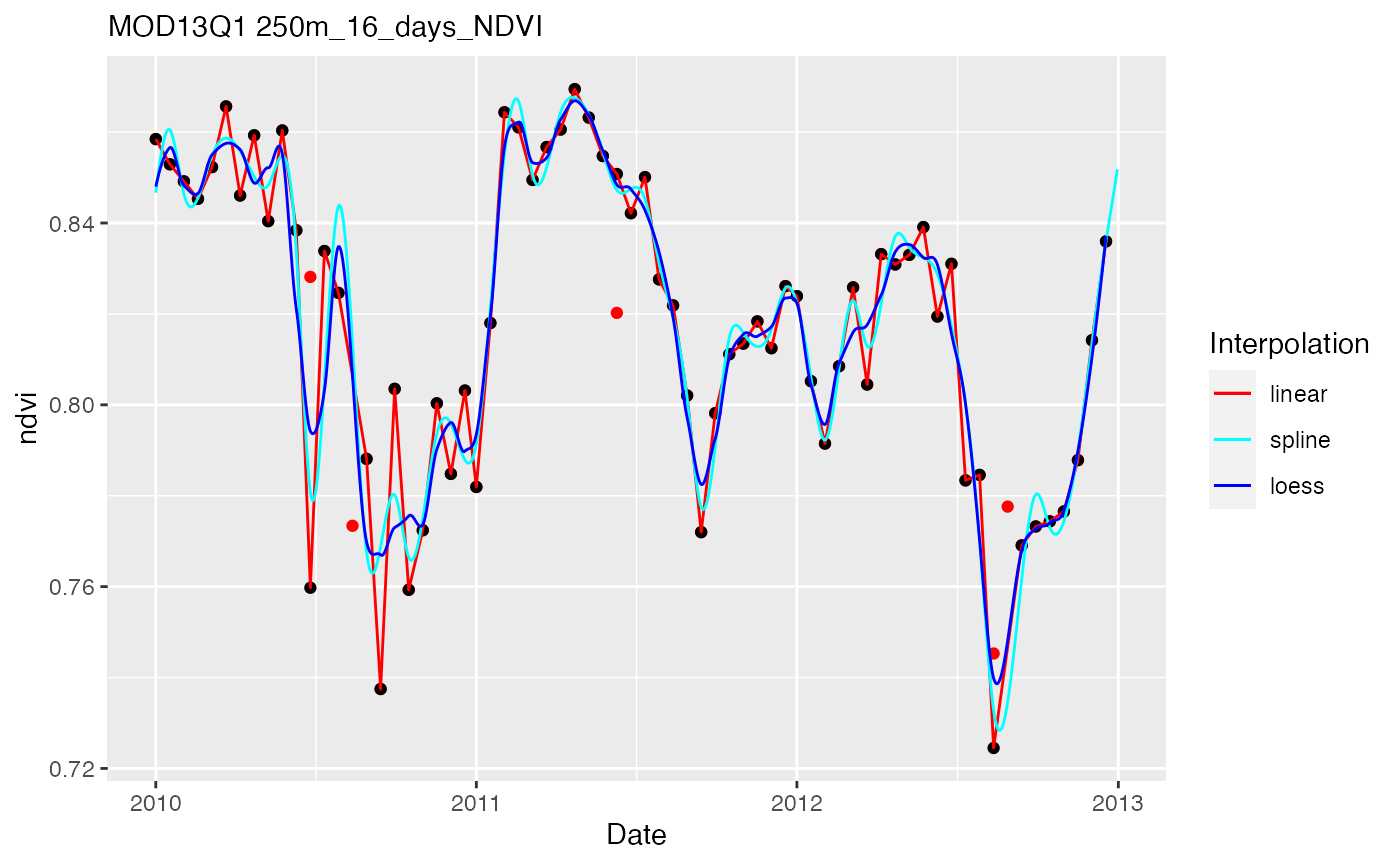 MOD13Q1 250m_16_days_NDVI
ndvi
0.84
0.80
0.76
0.72
2010 2011 2012 2013
Date
Interpolation
linear
spline
loess